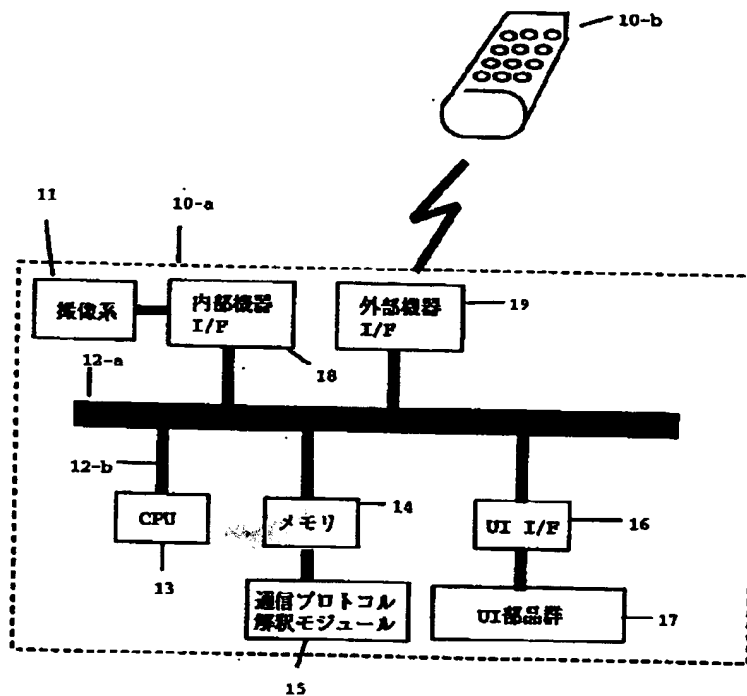 10-b
11
10-a
撮像系
内部機器
I/F
外部機器
I/F
19
18
12-a
12-b
CPU
メモリ
14
UI I/F
16
13
通信プロトコル
解釈モジュール
UI部品群
17
15